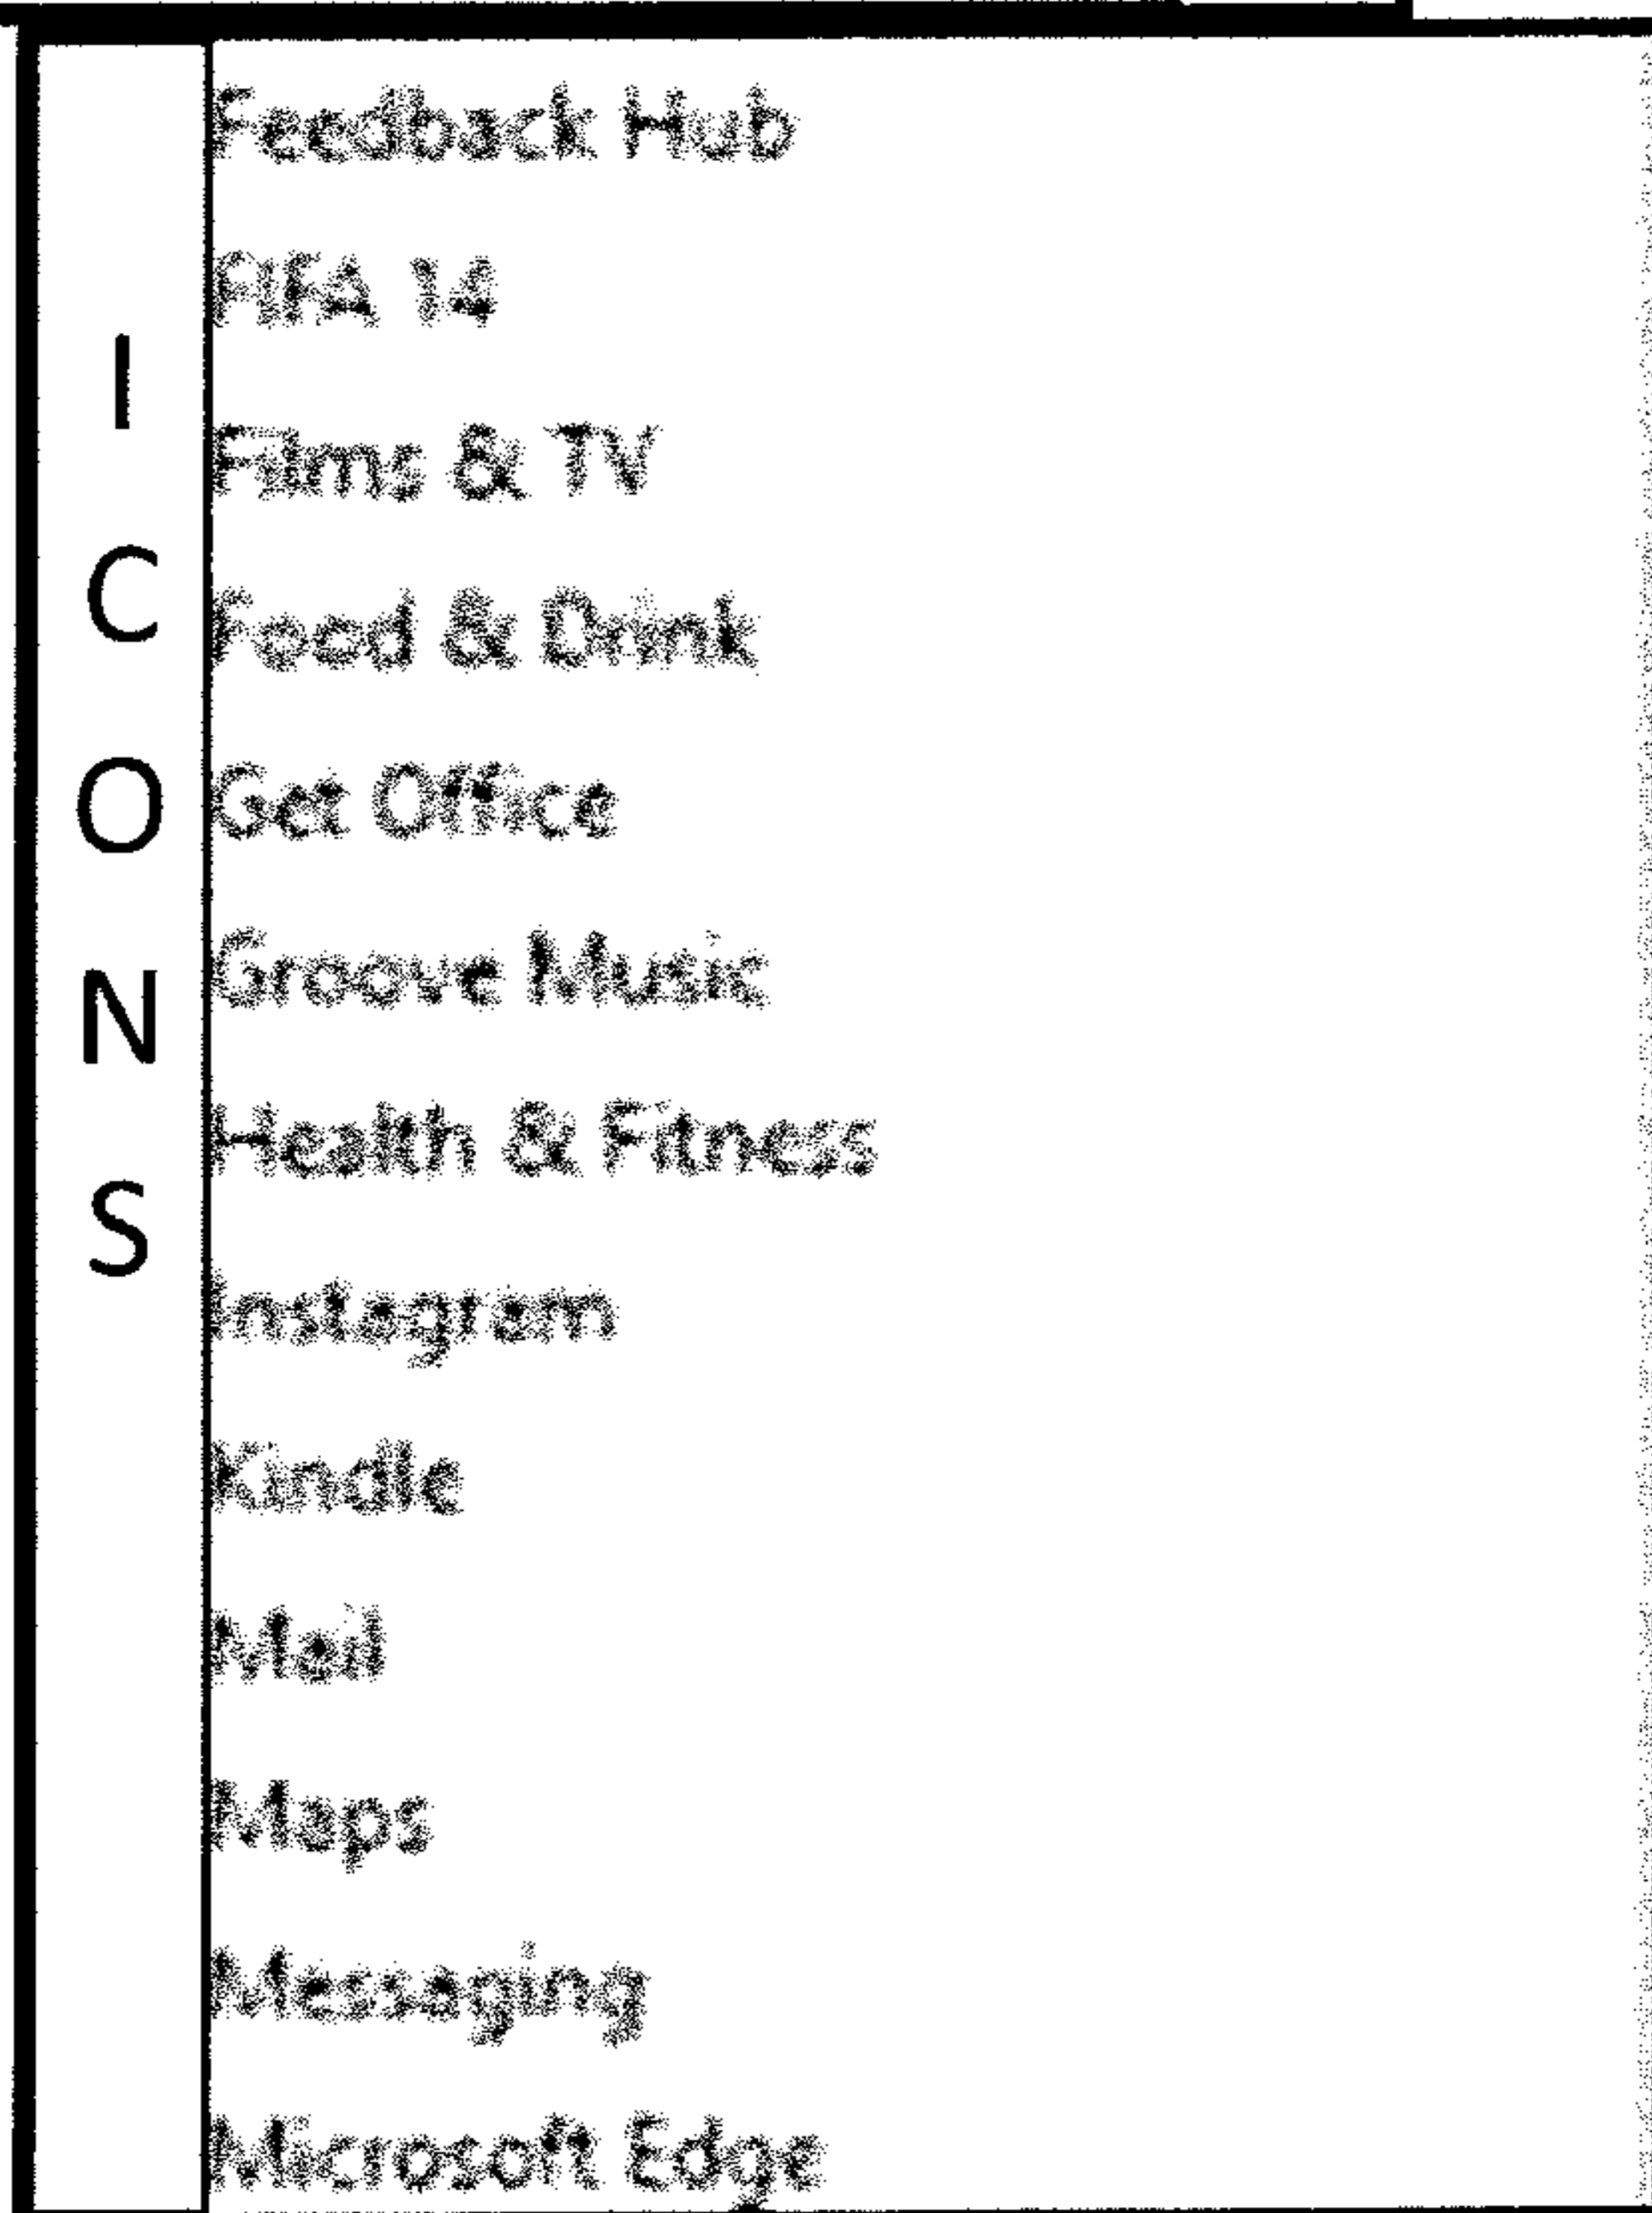 I
C
O
N
S
Feedback Hub
FIFA 14
Films & TV
Food & Drink
Get Office
Groove Music
Health & Fitness
Instagram
Kindle
Mail
Maps
Messaging
Microsoft Edge